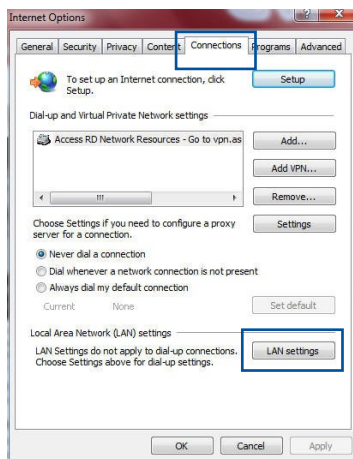 Internet Options
General Security Privacy Content Connections Programs Advanced
To set up an Internet connection, click
Setup.
Setup
Dial-up and Virtual Private Network settings
Access RD Network Resources - Go to vpn.as
Add...
Add VPN...
Remove...
Choose Settings if you need to configure a proxy
server for a connection.
Settings
Never dial a connection
Dial whenever a network connection is not present
Always dial my default connection
Current None
Set default
Local Area Network (LAN) settings
LAN Settings do not apply to dial-up connections.
Choose Settings above for dial-up settings.
LAN settings
OK Cancel Apply